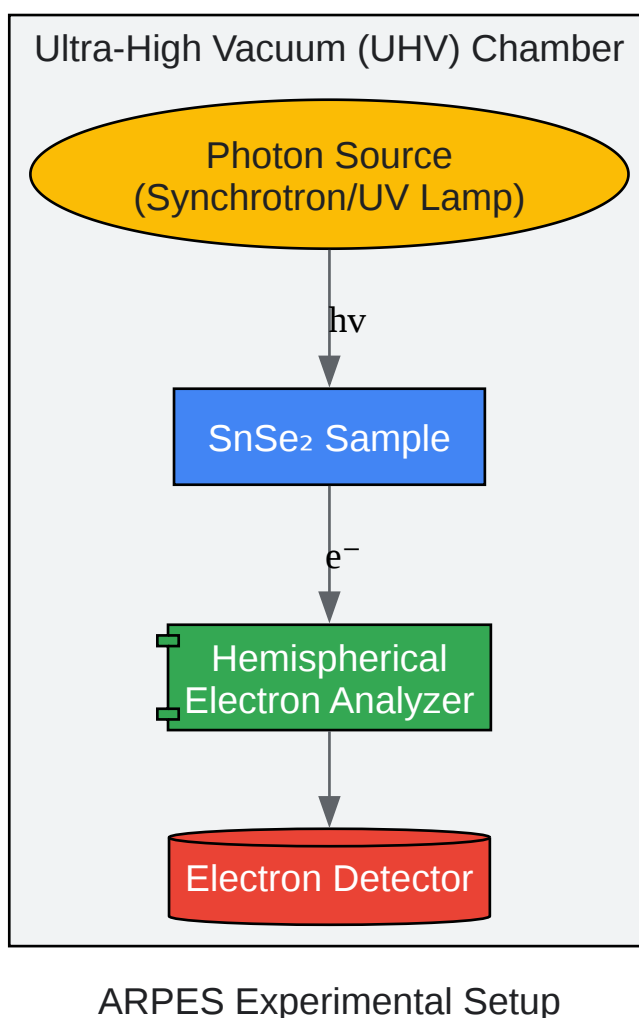 Ultra-High Vacuum (UHV) Chamber
Photon Source
(Synchrotron/UV Lamp)
hv
SnSe₂ Sample
e⁻
Hemispherical
Electron Analyzer
Electron Detector
ARPES Experimental Setup